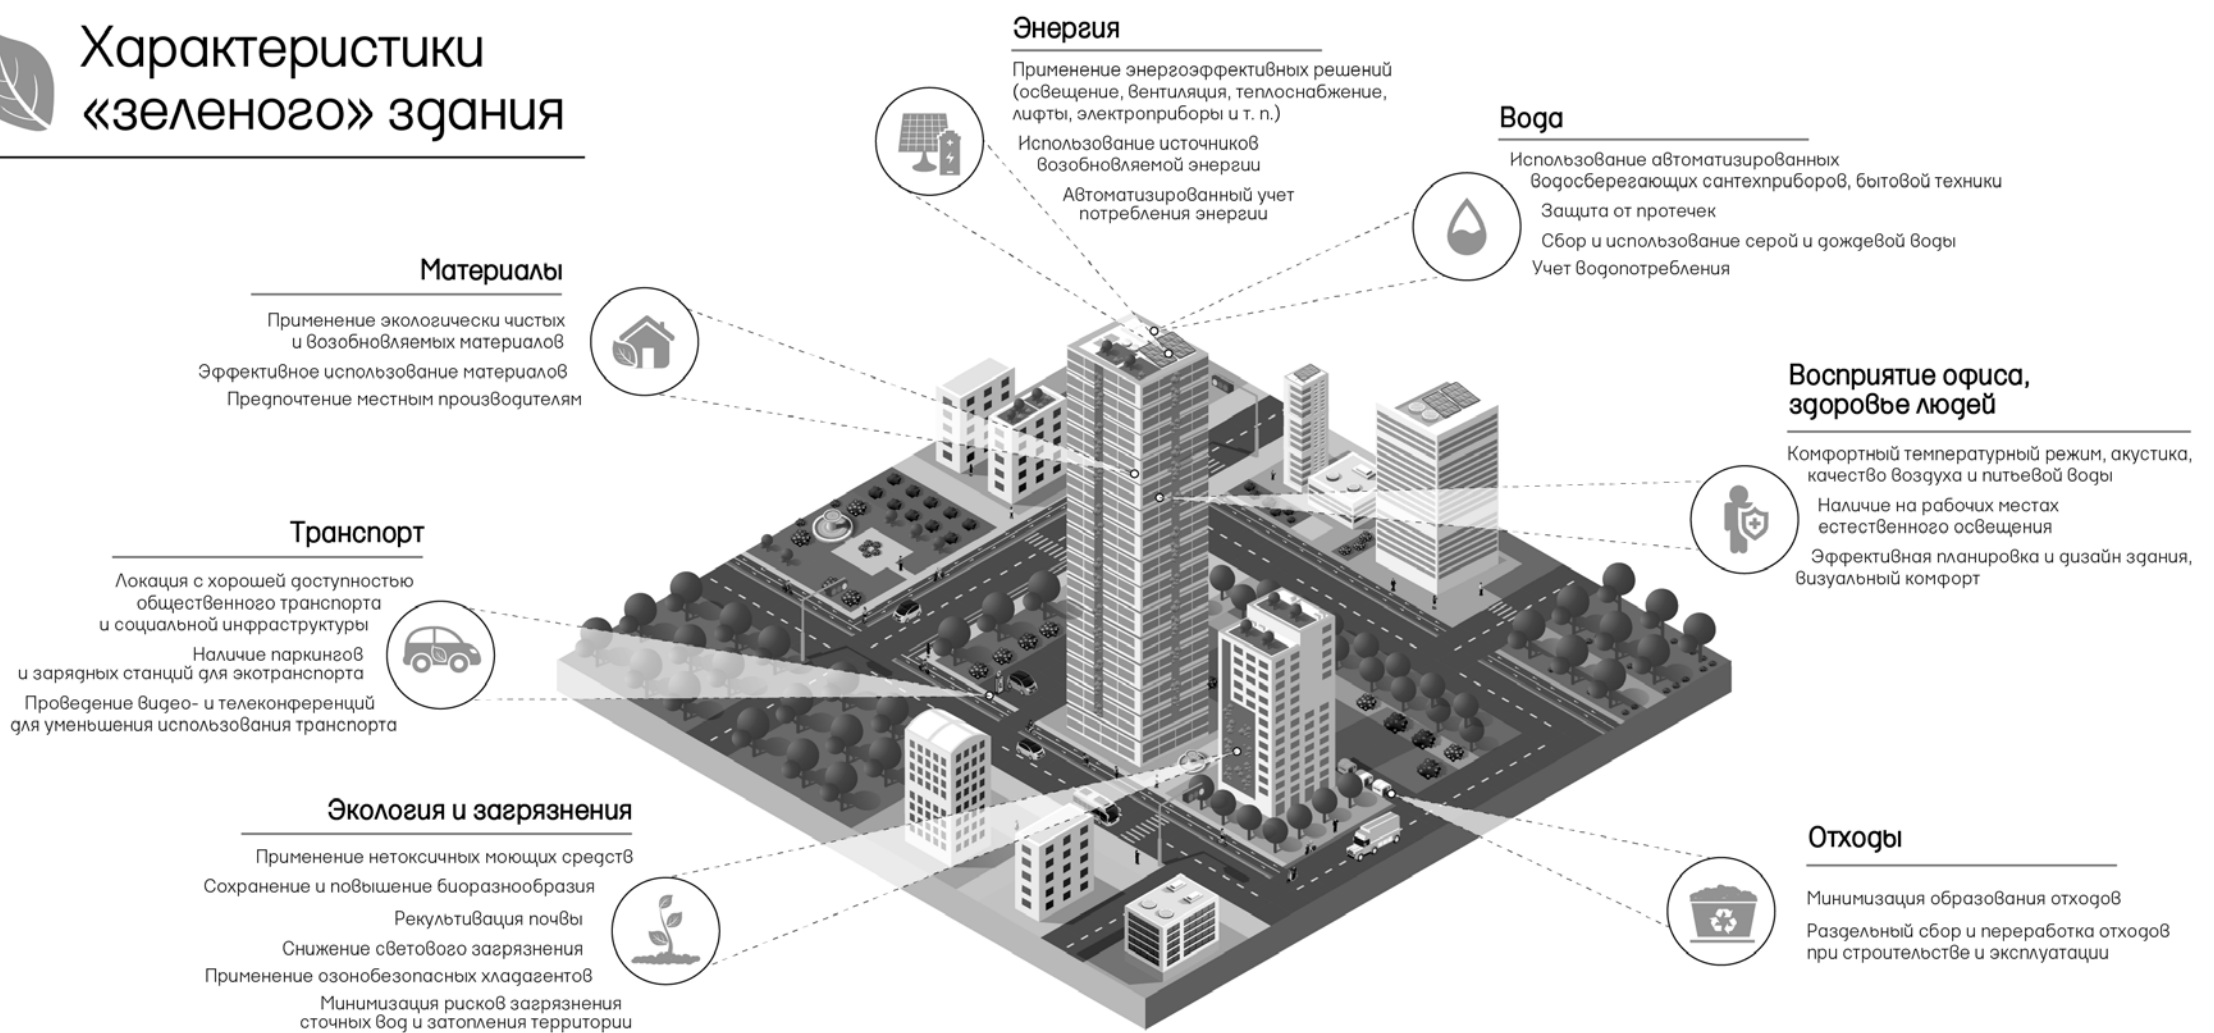 Характеристики
«зеленого» здания
Энергия
Применение энергоэффективных решений
(освещение, вентиляция, теплоснабжение,
лифты, электроприборы и т. п.)
Использование источников
возобновляемой энергии
Автоматизированный учет
потребления энергии
Вода
Использование автоматизированных
водосберегающих сантехприборов, бытовой техники
Защита от протечек
Сбор и использование серой и дождевой воды
Учет водопотребления
Материалы
Применение экологически чистых
и возобновляемых материалов
Эффективное использование материалов
Предпочтение местным производителям
Восприятие офиса,
здоровье людей
Комфортный температурный режим, акустика,
качество воздуха и питьевой воды
Наличие на рабочих местах
естественного освещения
Эффективная планировка и дизайн здания,
визуальный комфорт
Транспорт
Локация с хорошей доступностью
общественного транспорта
и социальной инфраструктуры
Наличие паркингов
и зарядных станций для экотранспорта
Проведение видео- и телеконференций
для уменьшения использования транспорта
Экология и загрязнения
Применение нетоксичных моющих средств
Сохранение и повышение биоразнообразия
Рекультивация почвы
Снижение светового загрязнения
Применение озонобезопасных хладагентов
Минимизация рисков загрязнения
сточных вод и затопления территории
Отходы
Минимизация образования отходов
Раздельный сбор и переработка отходов
при строительстве и эксплуатации